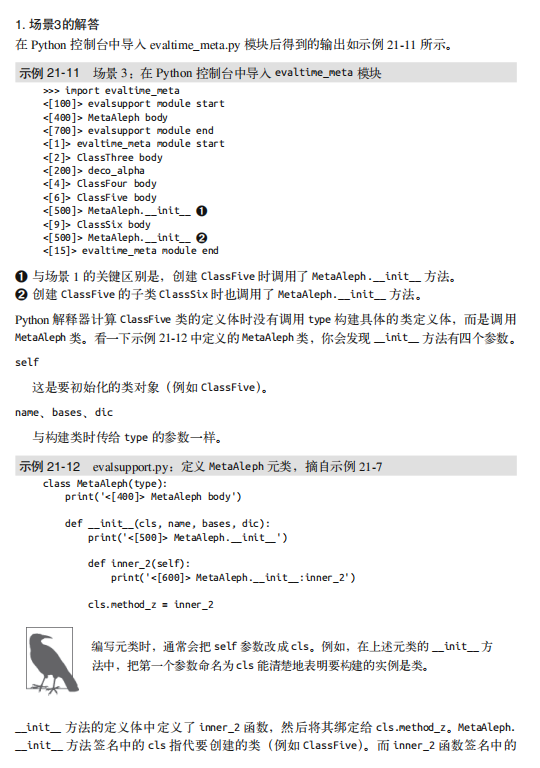 1. 场景3的解答
在 Python 控制台中导入 evaltime_meta.py 模块后得到的输出如示例 21-11 所示。
示例 21-11 场景 3：在 Python 控制台中导入 evaltime_meta 模块
>>> import evaltime_meta
<[100]> evalsupport module start
<[400]> MetaAleph body
<[700]> evalsupport module end
<[1]> evaltime_meta module start
<[2]> ClassThree body
<[200]> deco_alpha
<[4]> ClassFour body
<[6]> ClassFive body
<[500]> MetaAleph.__init__ ❶
<[9]> ClassSix body
<[500]> MetaAleph.__init__ ❷
<[15]> evaltime_meta module end
❶ 与场景 1 的关键区别是，创建 ClassFive 时调用了 MetaAleph.__init__ 方法。
❷ 创建 ClassFive 的子类 ClassSix 时也调用了 MetaAleph.__init__ 方法。
Python 解释器计算 ClassFive 类的定义体时没有调用 type 构建具体的类定义体，而是调用
MetaAleph 类。看一下示例 21-12 中定义的 MetaAleph 类，你会发现 __init__ 方法有四个参数。
self
这是要初始化的类对象（例如 ClassFive）。
name、bases、dic
与构建类时传给 type 的参数一样。
示例 21-12 evalsupport.py：定义 MetaAleph 元类，摘自示例 21-7
class MetaAleph(type):
print('<[400]> MetaAleph body')
def __init__(cls, name, bases, dic):
print('<[500]> MetaAleph.__init__')
def inner_2(self):
print('<[600]> MetaAleph.__init__:inner_2')
cls.method_z = inner_2
编写元类时，通常会把 self 参数改成 cls。例如，在上述元类的 __init__ 方
法中，把第一个参数命名为 cls 能清楚地表明要构建的实例是类。
__init__ 方法的定义体中定义了 inner_2 函数，然后将其绑定给 cls.method_z。MetaAleph.
__init__ 方法签名中的 cls 指代要创建的类（例如 ClassFive）。而 inner_2 函数签名中的